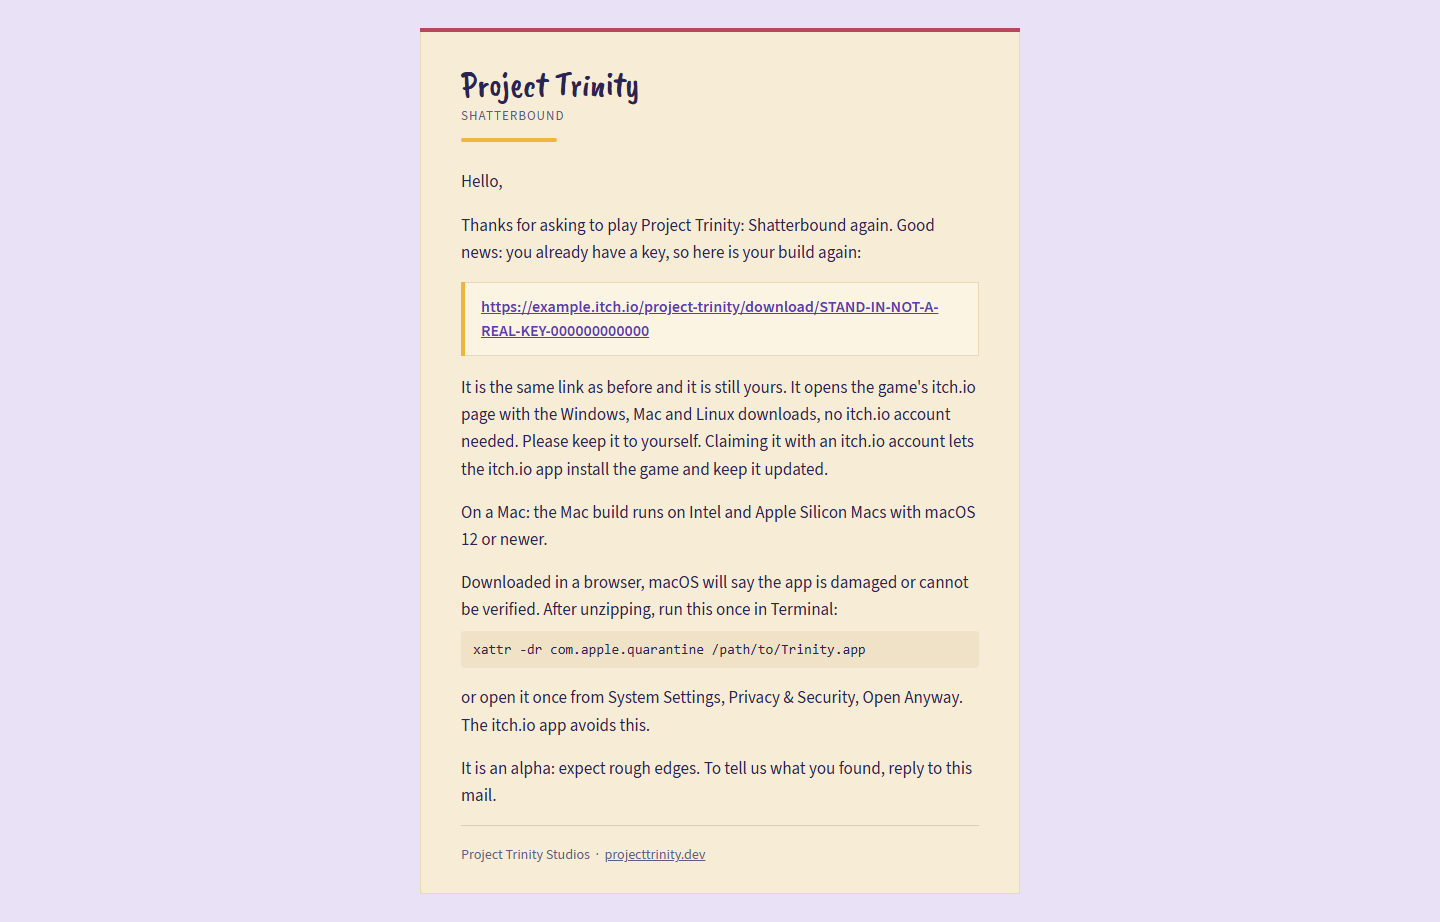 Project Trinity
SHATTERBOUND
Hello,
Thanks for asking to play Project Trinity: Shatterbound again. Good
news: you already have a key, so here is your build again:
https://example.itch.io/project-trinity/download/STAND-IN-NOT-A-
REAL-KEY-000000000000
It is the same link as before and it is still yours. It opens the game's itch.io
page with the Windows, Mac and Linux downloads, no itch.io account
needed. Please keep it to yourself. Claiming it with an itch.io account lets
the itch.io app install the game and keep it updated.
On a Mac: the Mac build runs on Intel and Apple Silicon Macs with macOS
12 or newer.
Downloaded in a browser, macOS will say the app is damaged or cannot
be verified. After unzipping, run this once in Terminal:
xattr -dr com.apple.quarantine /path/to/Trinity.app
or open it once from System Settings, Privacy & Security, Open Anyway.
The itch.io app avoids this.
It is an alpha: expect rough edges. To tell us what you found, reply to this
mail.
Project Trinity Studios · projecttrinity.dev